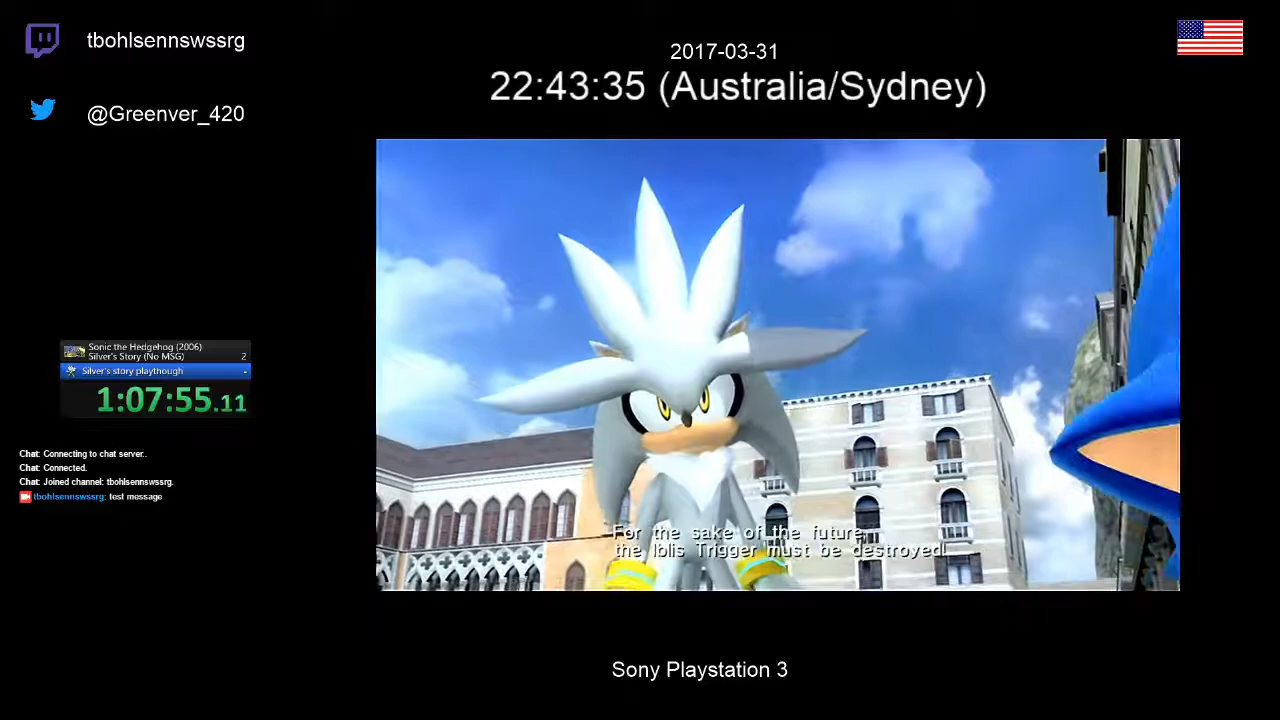 tbohlsennswssrg
@Greenver_420
2017-03-31
22:43:35 (Australia/Sydney)
Sonic the Hedgehog (2006)
Silver's Story (No MSG) 2
Silver's story playthough -
1:07:55.11
Chat: Connecting to chat server..
Chat: Connected.
Chat: Joined channel: tbohlsennswssrg.
tbohlsennswssrg: test message
For the sake of the future,
the Iblis Trigger must be destroyed!
Sony Playstation 3